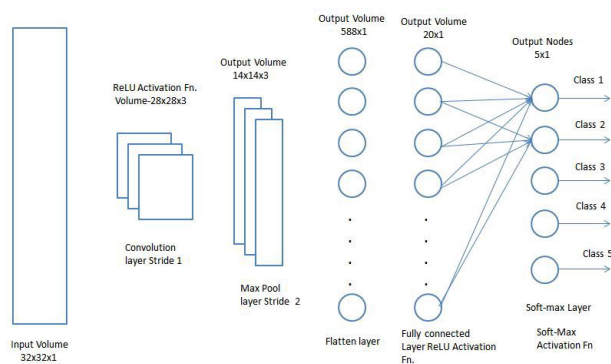 Input Volume
32x32x1
ReLU Activation Fn.
Volume-28x28x3
Convolution
layer Stride 1
Output Volume
14x14x3
Max Pool
layer Stride 2
Output Volume
588x1
Flatten layer
Output Volume
20x1
Fully connected
Layer ReLU Activation
Fn.
Output Nodes
5x1
Class 1
Class 2
Class 3
Class 4
Class 5
Soft-max Layer
Soft-Max
Activation Fn